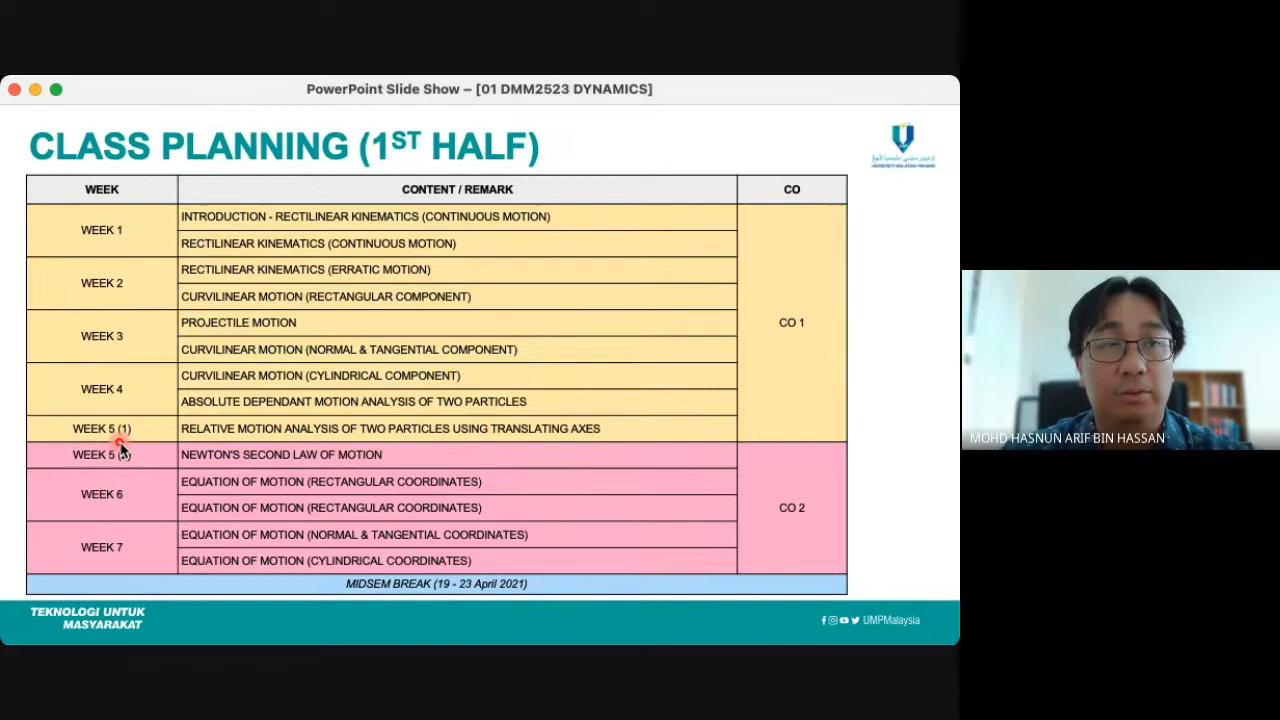 PowerPoint Slide Show – [01 DMM2523 DYNAMICS]
CLASS PLANNING (1ST HALF)
UNIVERSITI MALAYSIA PAHANG
WEEK CONTENT / REMARK CO
WEEK 1
INTRODUCTION - RECTILINEAR KINEMATICS (CONTINUOUS MOTION)
RECTILINEAR KINEMATICS (CONTINUOUS MOTION)
WEEK 2
RECTILINEAR KINEMATICS (ERRATIC MOTION)
CURVILINEAR MOTION (RECTANGULAR COMPONENT)
WEEK 3
PROJECTILE MOTION
CURVILINEAR MOTION (NORMAL & TANGENTIAL COMPONENT)
WEEK 4
CURVILINEAR MOTION (CYLINDRICAL COMPONENT)
ABSOLUTE DEPENDANT MOTION ANALYSIS OF TWO PARTICLES
WEEK 5 (1) RELATIVE MOTION ANALYSIS OF TWO PARTICLES USING TRANSLATING AXES
CO 1
WEEK 5 NEWTON'S SECOND LAW OF MOTION
WEEK 6
EQUATION OF MOTION (RECTANGULAR COORDINATES)
EQUATION OF MOTION (RECTANGULAR COORDINATES)
WEEK 7
EQUATION OF MOTION (NORMAL & TANGENTIAL COORDINATES)
EQUATION OF MOTION (CYLINDRICAL COORDINATES)
CO 2
MIDSEM BREAK (19 - 23 April 2021)
TEKNOLOGI UNTUK
MASYARAKAT
UMPMalaysia
MOHD HASNUN ARIF BIN HASSAN